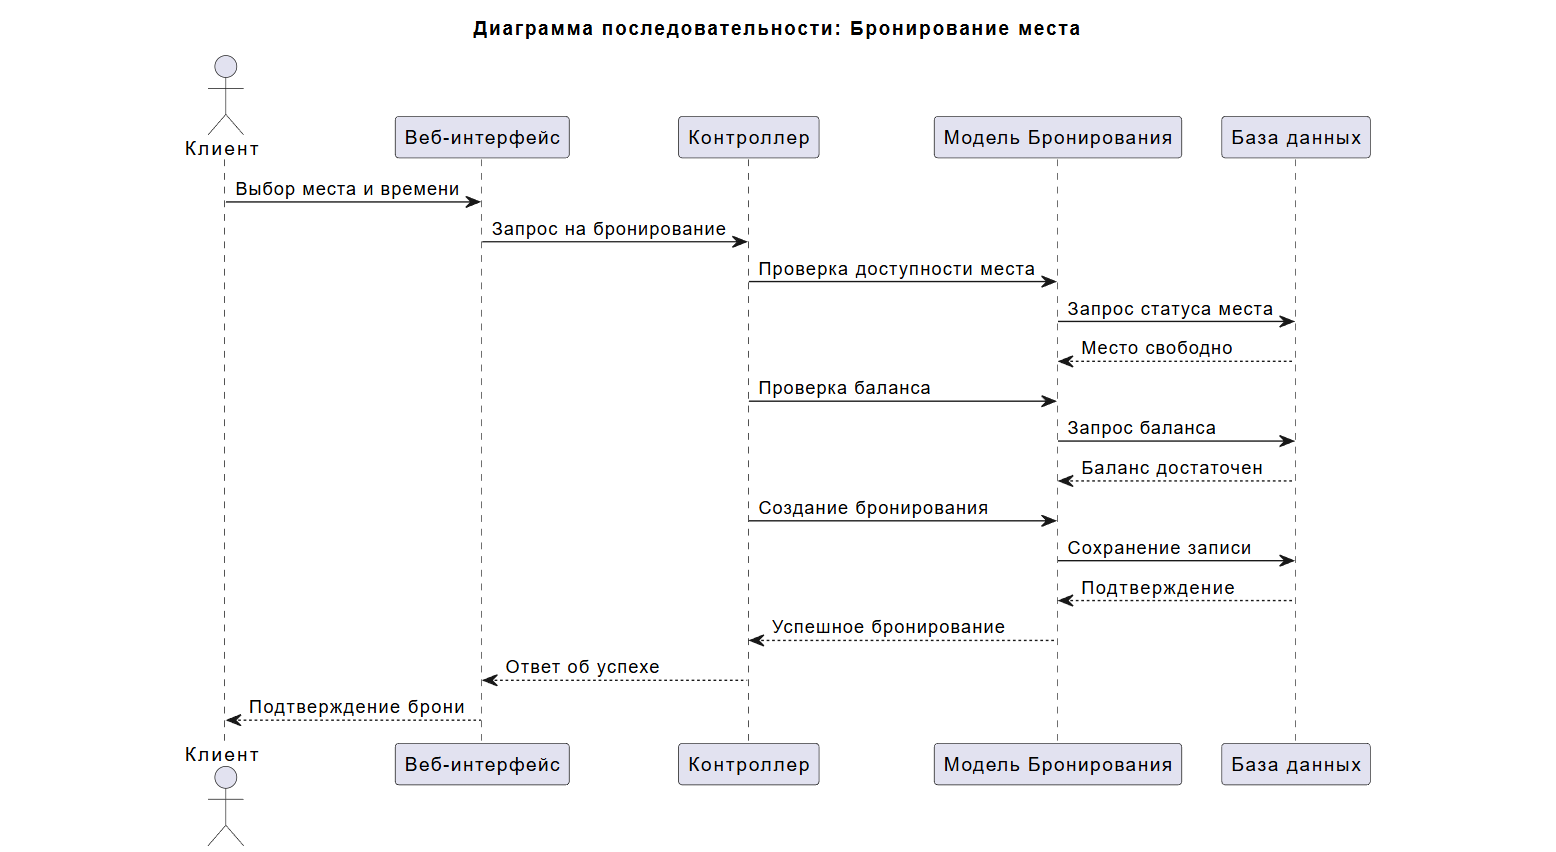 Диаграмма последовательности: Бронирование места
Клиент
Веб-интерфейс
Контроллер
Модель Бронирования
База данных
Выбор места и времени
Запрос на бронирование
Проверка доступности места
Запрос статуса места
Место свободно
Проверка баланса
Запрос баланса
Баланс достаточен
Создание бронирования
Сохранение записи
Подтверждение
Успешное бронирование
Ответ об успехе
Подтверждение брони
Клиент
Веб-интерфейс
Контроллер
Модель Бронирования
База данных